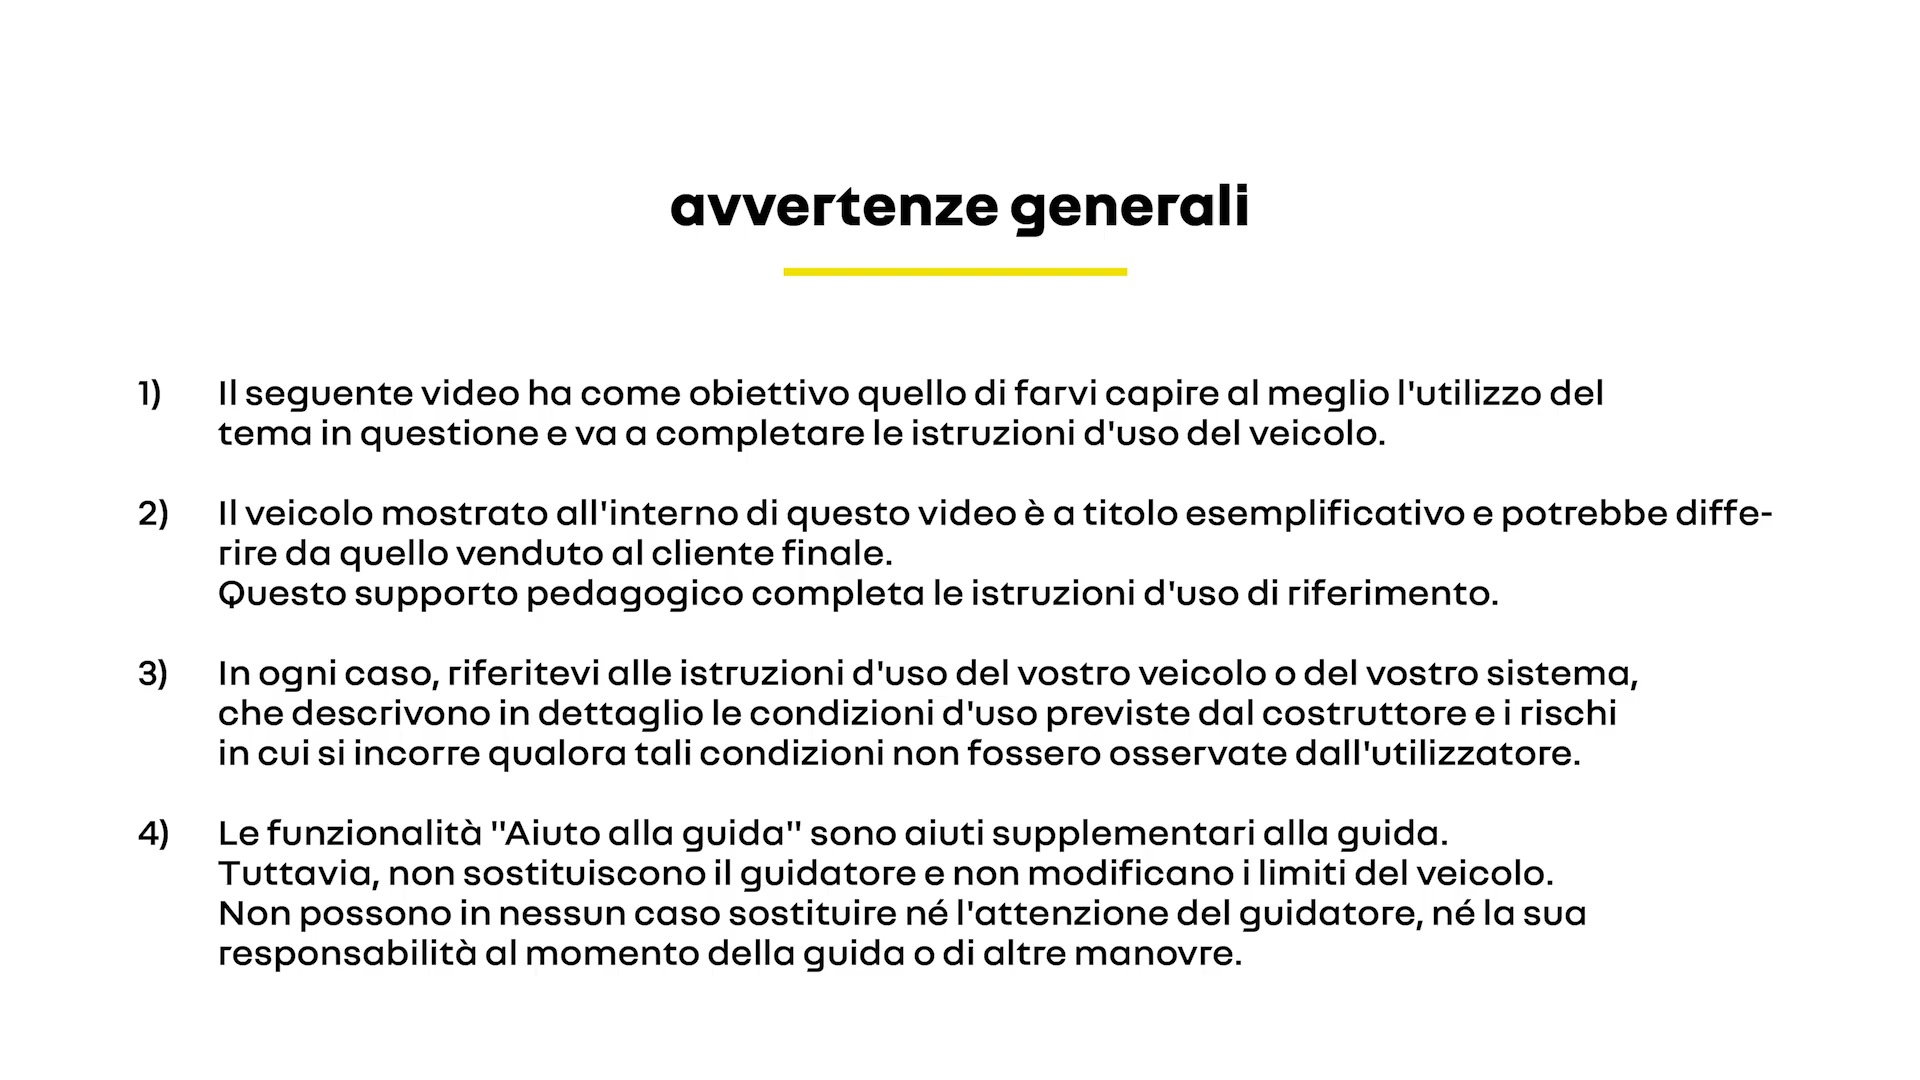 avvertenze generali
1) Il seguente video ha come obiettivo quello di farvi capire al meglio l'utilizzo del
tema in questione e va a completare le istruzioni d'uso del veicolo.
2) Il veicolo mostrato all'interno di questo video è a titolo esemplificativo e potrebbe diffe-
rire da quello venduto al cliente finale.
Questo supporto pedagogico completa le istruzioni d'uso di riferimento.
3) In ogni caso, riferitevi alle istruzioni d'uso del vostro veicolo o del vostro sistema,
che descrivono in dettaglio le condizioni d'uso previste dal costruttore e i rischi
in cui si incorre qualora tali condizioni non fossero osservate dall'utilizzatore.
4) Le funzionalità "Aiuto alla guida" sono aiuti supplementari alla guida.
Tuttavia, non sostituiscono il guidatore e non modificano i limiti del veicolo.
Non possono in nessun caso sostituire né l'attenzione del guidatore, né la sua
responsabilità al momento della guida o di altre manovre.